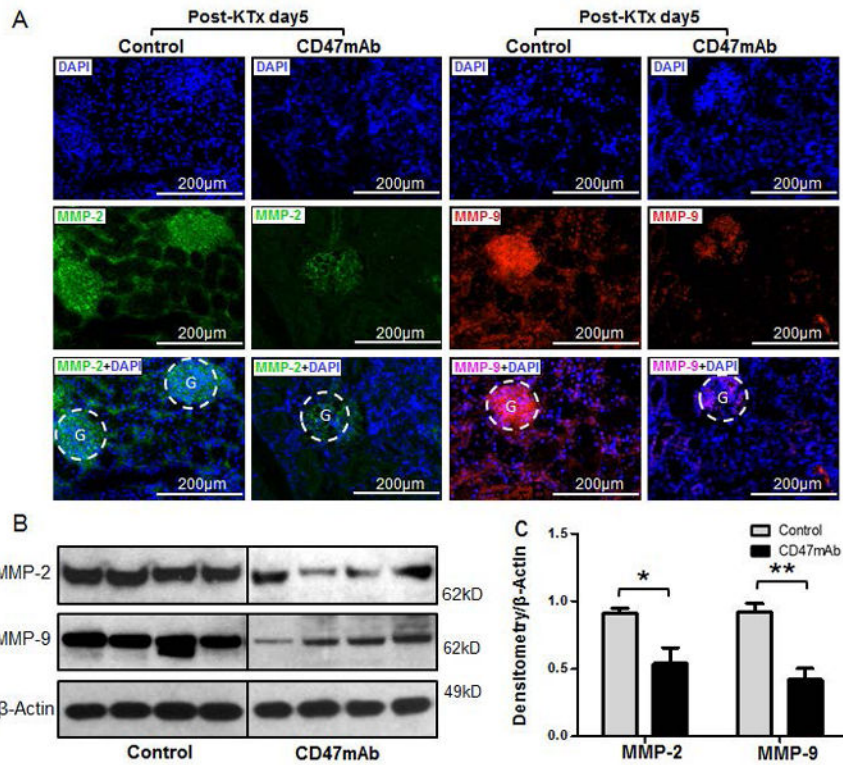 A
Post-KTx day5 Post-KTx day5
Control CD47mAb Control CD47mAb
DAPI DAPI DAPI DAPI
200μm 200μm 200μm 200μm
MMP-2 MMP-2 MMP-9 MMP-9
200μm 200μm 200μm 200μm
MMP-2+DAPI MMP-2+DAPI MMP-9+DAPI MMP-9+DAPI
G G G G G
200μm 200μm 200μm 200μm
B
MMP-2
62kD
MMP-9
62kD
49kD
β-Actin
Control CD47mAb
C
Control
CD47mAb
Densitometry/β-Actin
1.5
1.0
0.5
0.0
* **
MMP-2 MMP-9